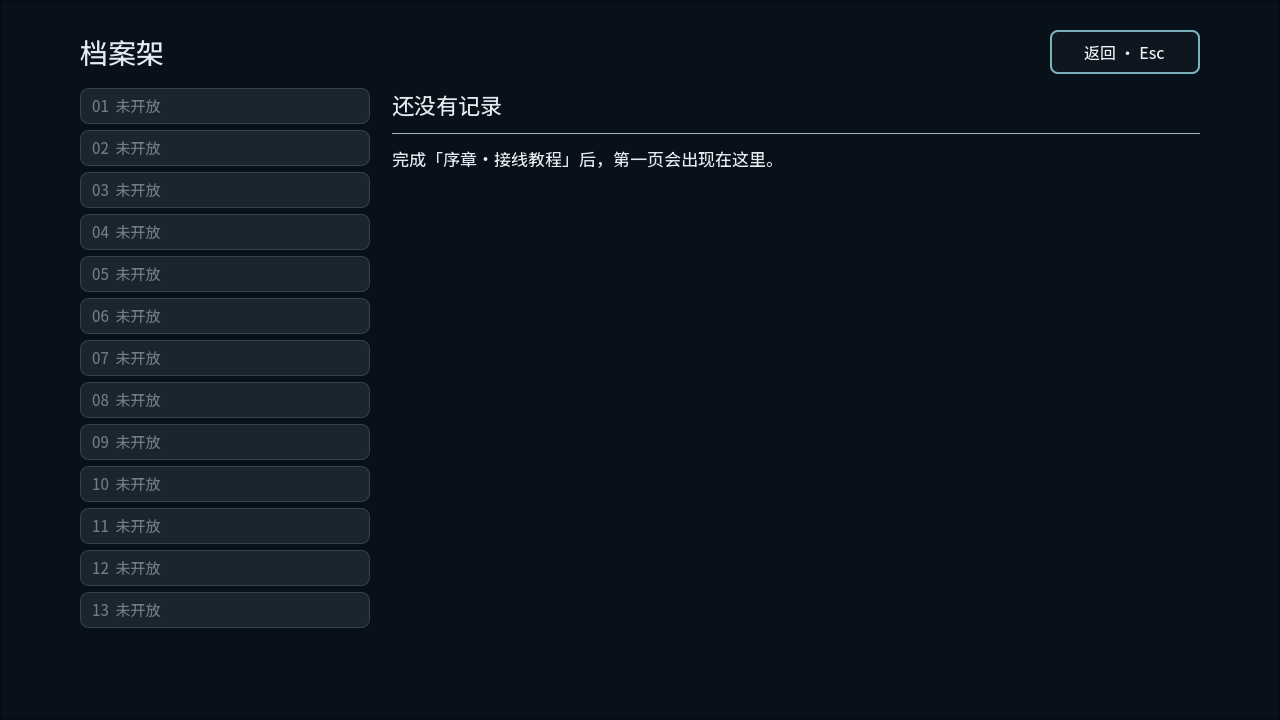 档案架
返回 · Esc
01 未开放
02 未开放
03 未开放
04 未开放
05 未开放
06 未开放
07 未开放
08 未开放
09 未开放
10 未开放
11 未开放
12 未开放
13 未开放
还没有记录
完成「序章·接线教程」后，第一页会出现在这里。